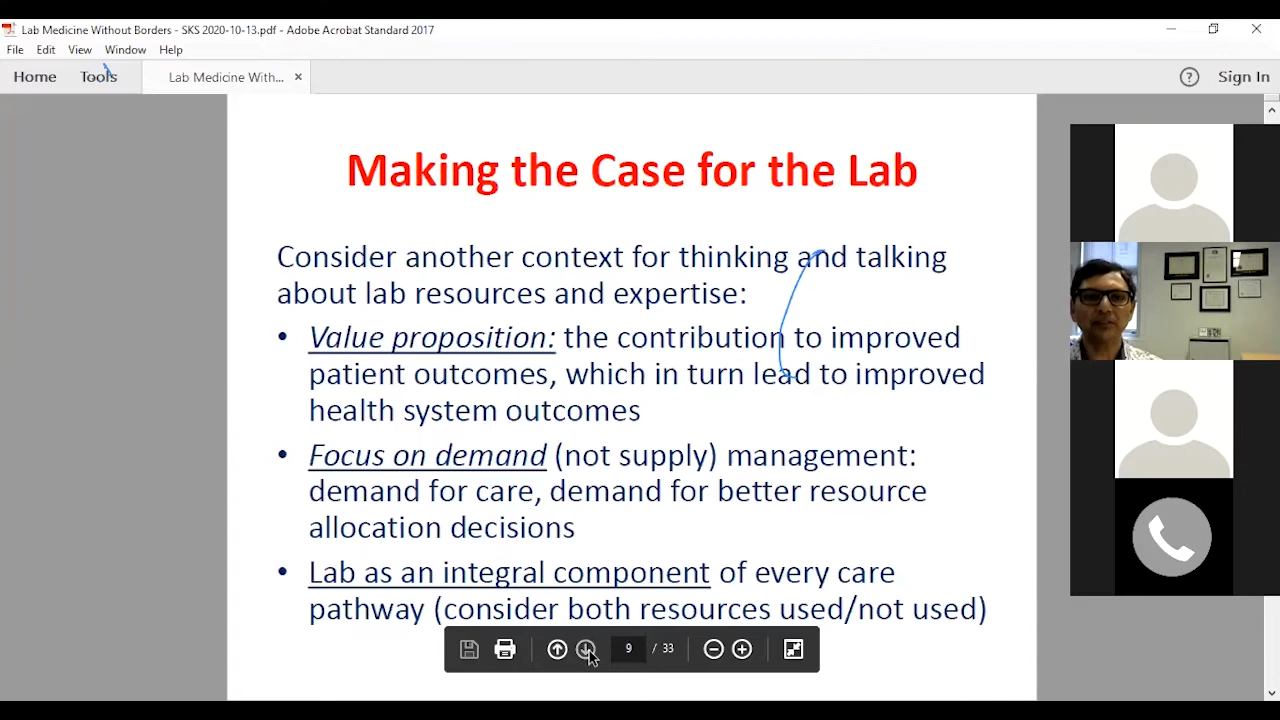 Lab Medicine Without Borders - SKS 2020-10-13.pdf - Adobe Acrobat Standard 2017
File Edit View Window Help
Home Tools Lab Medicine With... × ? Sign In
Making the Case for the Lab
Consider another context for thinking and talking
about lab resources and expertise:
• Value proposition: the contribution to improved
patient outcomes, which in turn lead to improved
health system outcomes
• Focus on demand (not supply) management:
demand for care, demand for better resource
allocation decisions
• Lab as an integral component of every care
pathway (consider both resources used/not used)
9 / 33